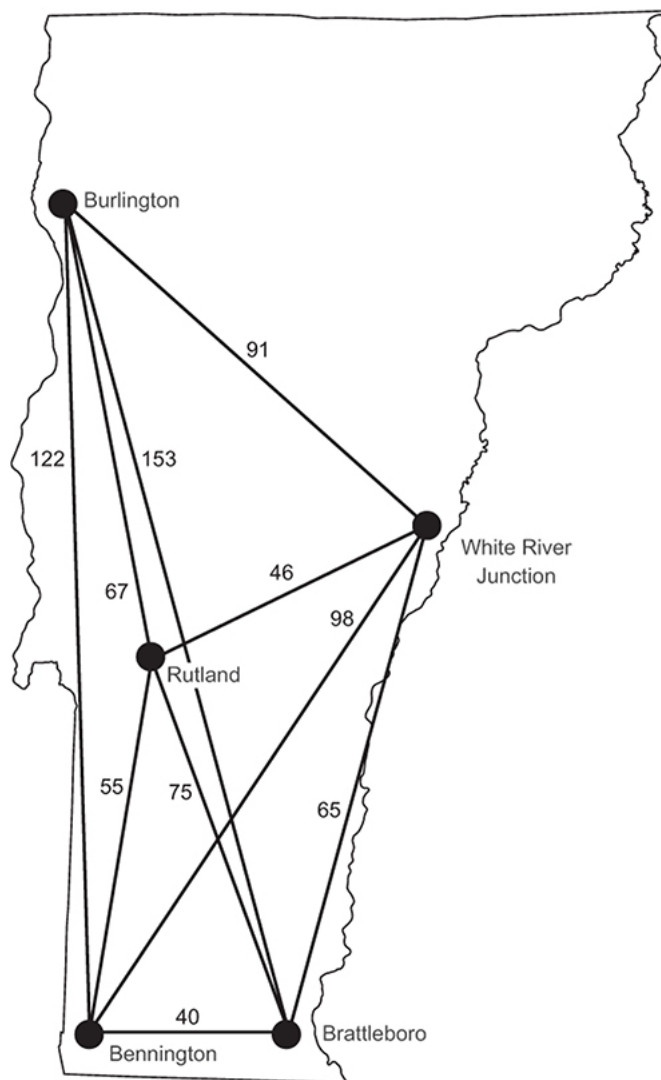 Burlington
91
122
153
White River
Junction
46
67
98
Rutland
55
75
65
40
Brattleboro
Bennington